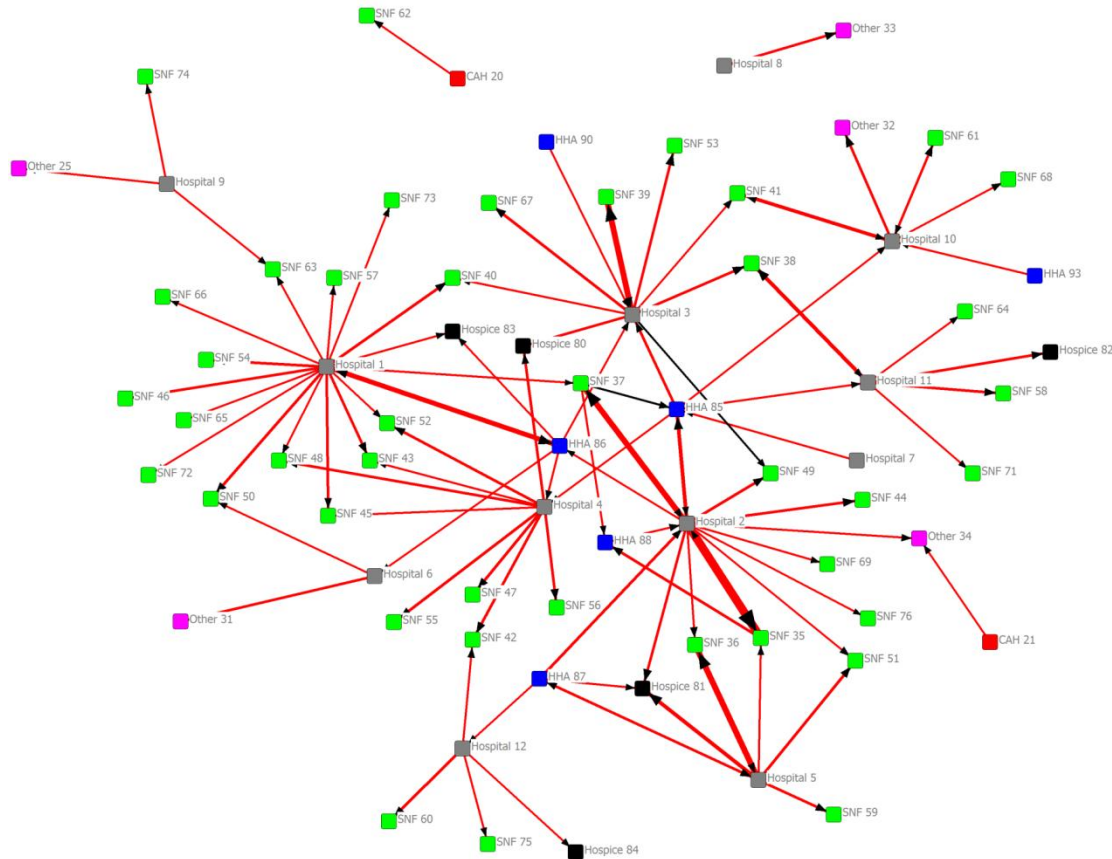 SNF 62
Other 33
Hospital 8
SNF 74
CAH 20
Other 32
SNF 61
HHA 90
SNF 53
Other 25
Hospital 9
SNF 68
SNF 73
SNF 67
SNF 39
SNF 41
Hospital 10
SNF 63
SNF 57
SNF 40
SNF 38
HHA 93
SNF 66
Hospital 3
SNF 64
Hospice 83
Hospice 80
Hospice 82
SNF 54
Hospital 1
SNF 37
Hospital 11
SNF 58
SNF 46
HHA 85
SNF 65
SNF 52
HHA 86
SNF 72
SNF 48
SNF 43
Hospital 7
SNF 49
SNF 71
SNF 50
SNF 45
Hospital 4
Hospital 2
SNF 44
HHA 88
Other 34
SNF 69
Hospital 6
SNF 47
SNF 56
SNF 76
Other 31
SNF 55
SNF 42
SNF 36
SNF 35
CAH 21
SNF 51
HHA 87
Hospice 81
Hospital 12
Hospital 5
SNF 60
SNF 59
SNF 75
Hospice 84